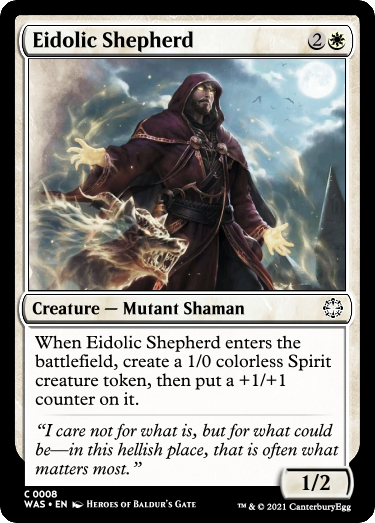 Eidolic Shepherd 2
Creature — Mutant Shaman
When Eidolic Shepherd enters the
battlefield, create a 1/0 colorless Spirit
creature token, then put a +1/+1
counter on it.
“I care not for what is, but for what could
be—in this hellish place, that is often what
matters most.”
1/2
C 0008
WAS • EN HEROES OF BALDUR'S GATE ™ & © 2021 CanterburyEgg